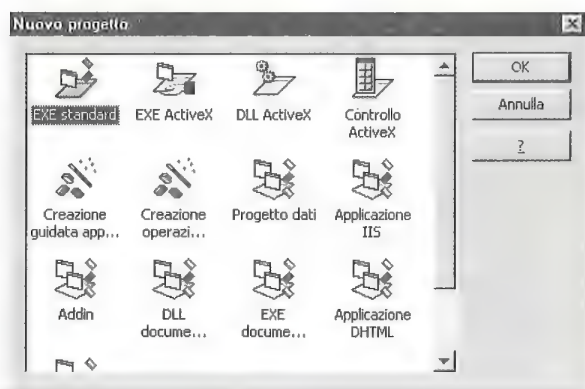 Nuovo progetto
OK
Annulla
?
EXE standard EXE ActiveX DLL ActiveX Controllo
ActiveX
Creazione Creazione Progetto dati Applicazione
guidata app... operazi... IIS
Addin DLL EXE Applicazione
docume... docume... DHTML